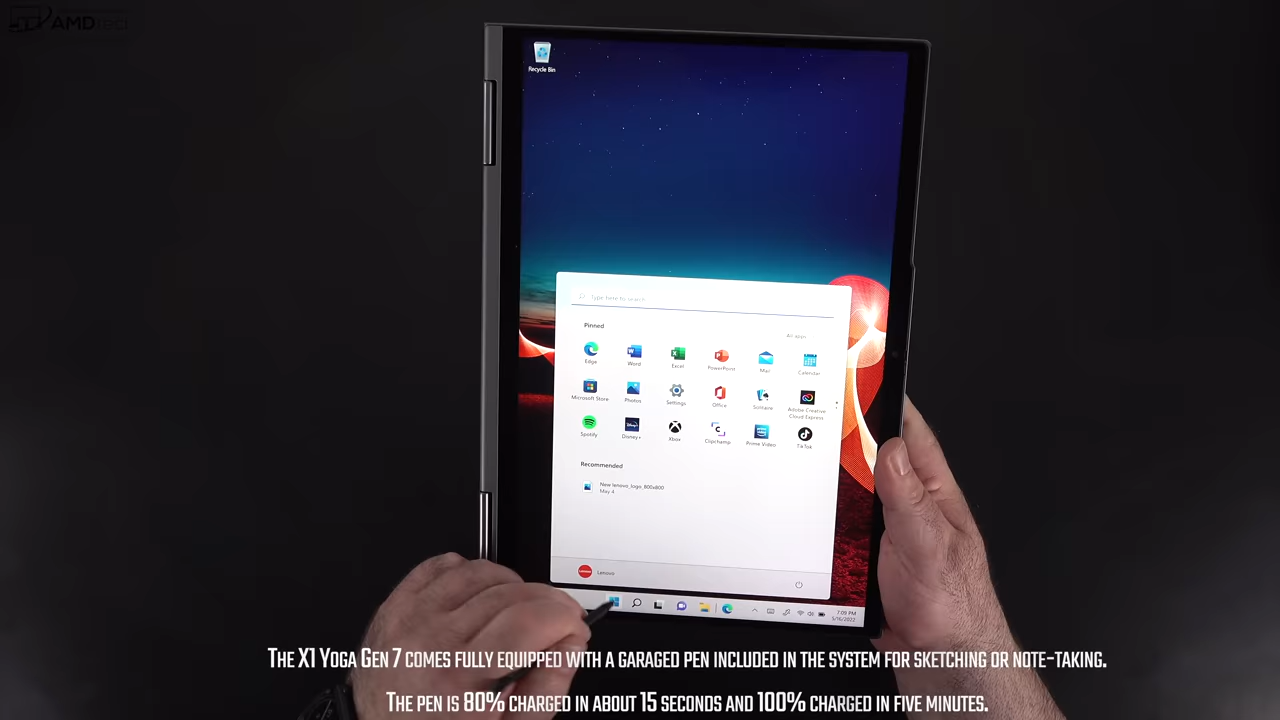 AMDtech
Recycle Bin
Type here to search
Pinned
All apps
Edge
Word
Excel
PowerPoint
Mail
Calendar
Microsoft Store
Photos
Settings
Office
Solitaire
Adobe Creative
Cloud Express
Spotify
Disney+
Xbox
Clipchamp
prime video
Prime Video
TikTok
Recommended
New lenovo_logo_800x800
May 4
Lenovo
Lenovo
7:09 PM
5/16/2022
THE X1 YOGA GEN 7 COMES FULLY EQUIPPED WITH A GARAGED PEN INCLUDED IN THE SYSTEM FOR SKETCHING OR NOTE-TAKING.
THE PEN IS 80% CHARGED IN ABOUT 15 SECONDS AND 100% CHARGED IN FIVE MINUTES.